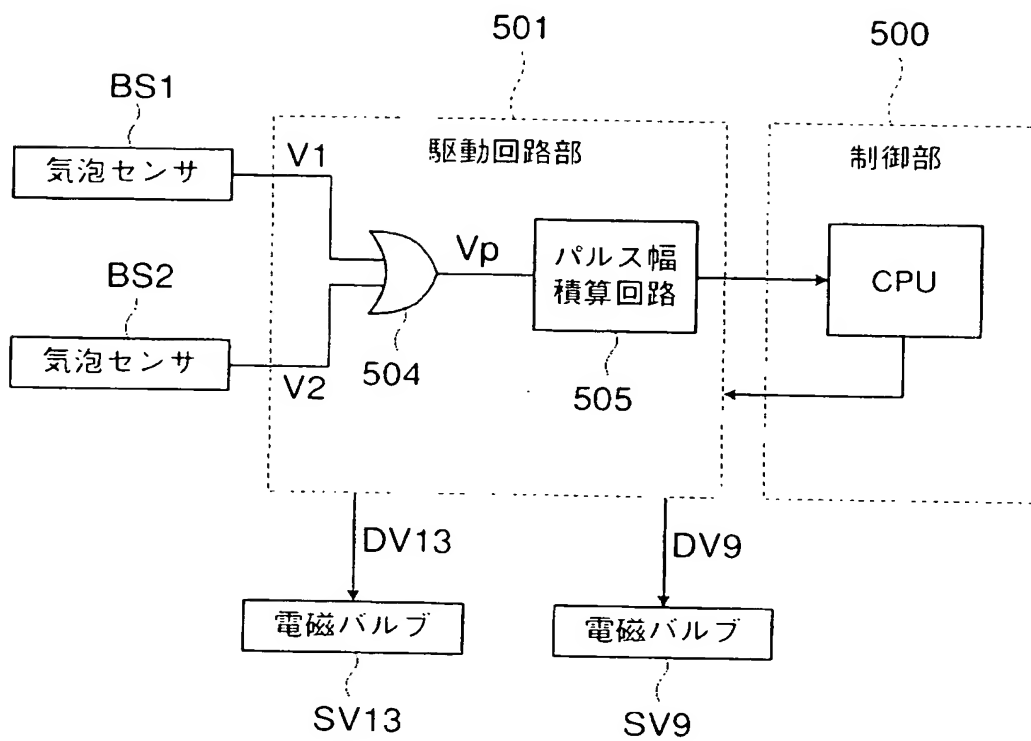 501
500
BS1
気泡センサ
V1
駆動回路部
制御部
Vp
パルス幅
積算回路
CPU
BS2
気泡センサ
V2
504
505
DV13
DV9
電磁バルブ
電磁バルブ
SV13
SV9